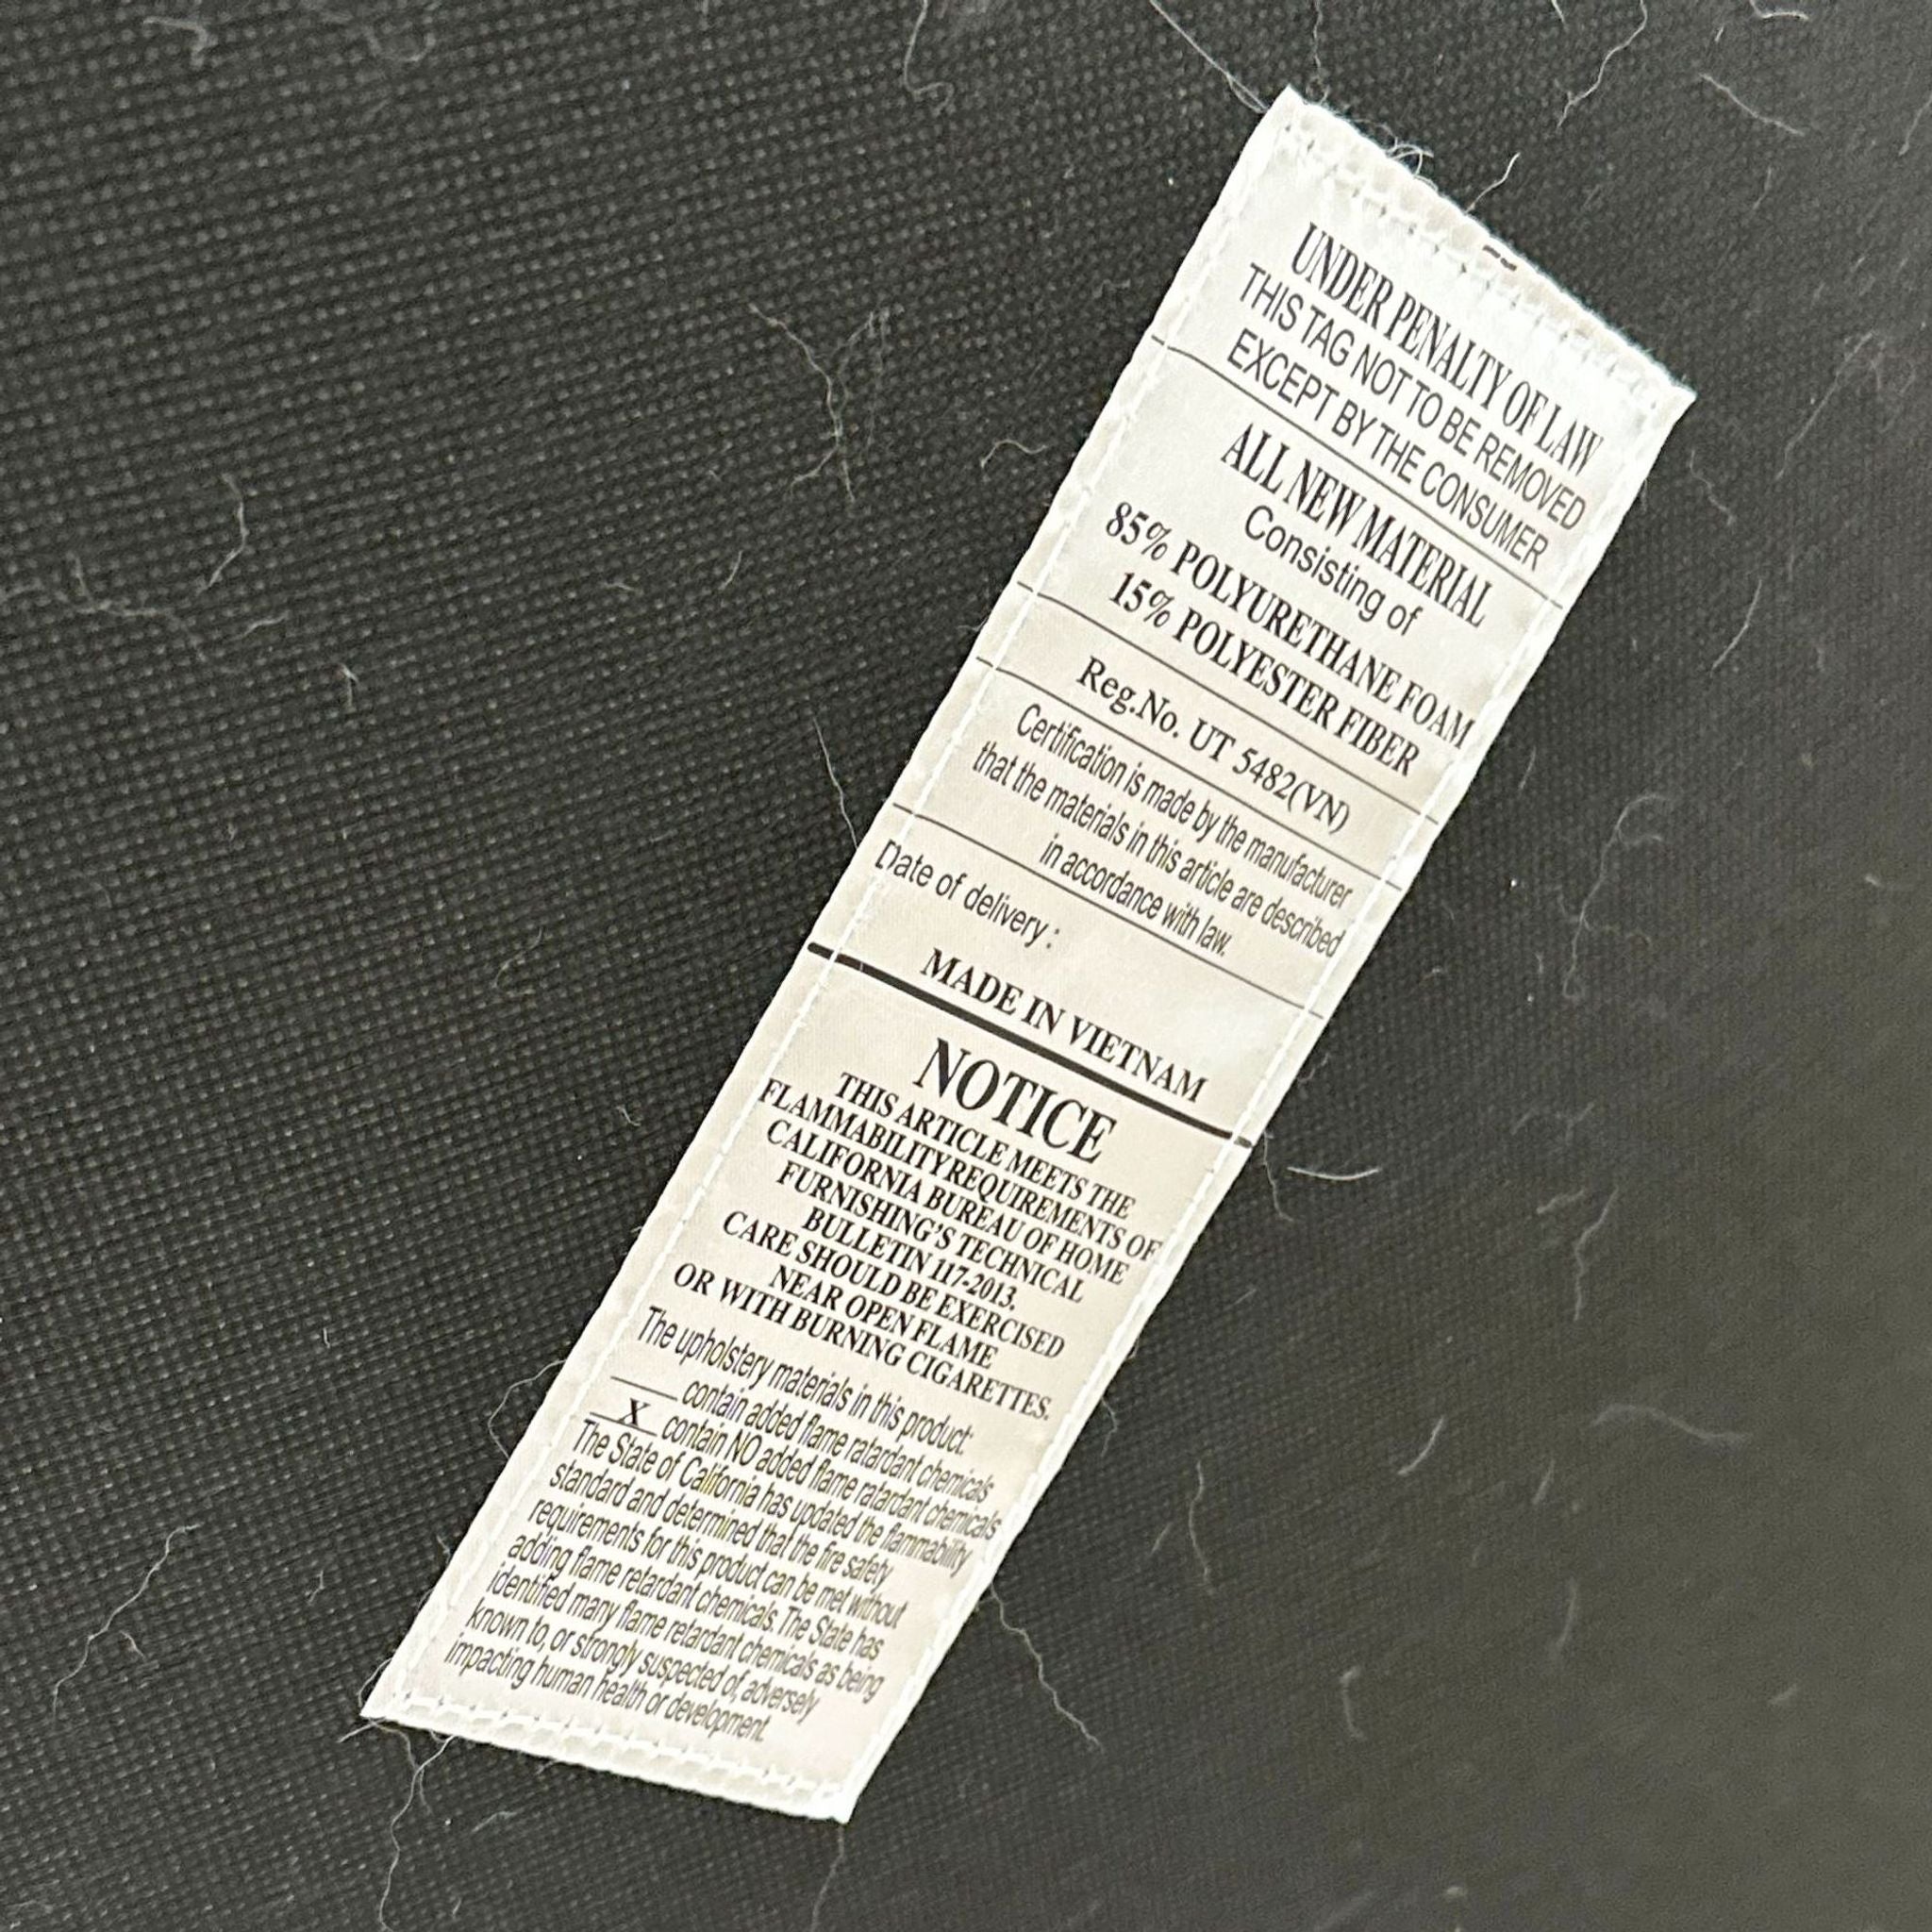 UNDER PENALTY OF LAW
THIS TAG NOT TO BE REMOVED
EXCEPT BY THE CONSUMER
ALL NEW MATERIAL
Consisting of
85% POLYURETHANE FOAM
15% POLYESTER FIBER
Reg.No. UT 5482(VN)
Certification is made by the manufacturer
that the materials in this article are described
in accordance with law.
Date of delivery :
MADE IN VIETNAM
NOTICE
THIS ARTICLE MEETS THE
FLAMMABILITYREQUIREMENTS OF
CALIFORNIA BUREAU OF HOME
FURNISHING'S TECHNICAL
BULLETIN 117-2013.
CARE SHOULD BE EXERCISED
NEAR OPEN FLAME
OR WITH BURNING CIGARETTES.
The upholstery materials in this product:
____ contain added flame ratardant chemicals
__X__ contain NO added flame ratardant chemicals
The State of California has updated the flammability
standard and determined that the fire safety
requirements for this product can be met without
adding flame retardant chemicals. The State has
identified many flame retardant chemicals as being
known to, or strongly suspected of, adversely
impacting human health or development.